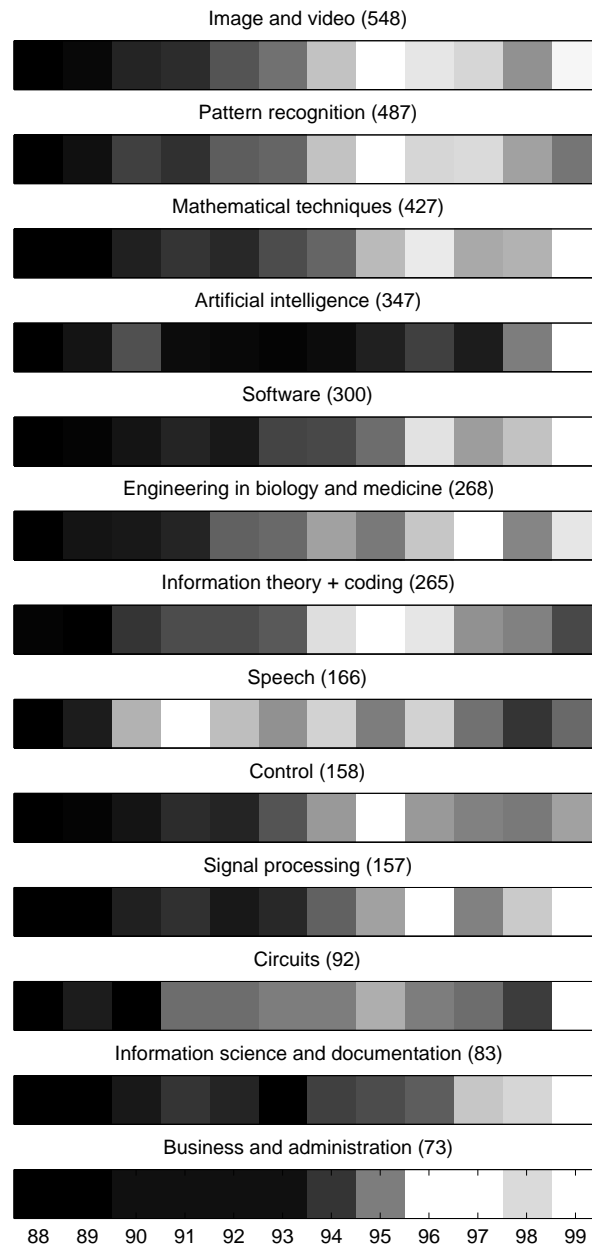 Image and video (548)
Pattern recognition (487)
Mathematical techniques (427)
Artificial intelligence (347)
Software (300)
Engineering in biology and medicine (268)
Information theory + coding (265)
Speech (166)
Control (158)
Signal processing (157)
Circuits (92)
Information science and documentation (83)
Business and administration (73)
88 89 90 91 92 93 94 95 96 97 98 99